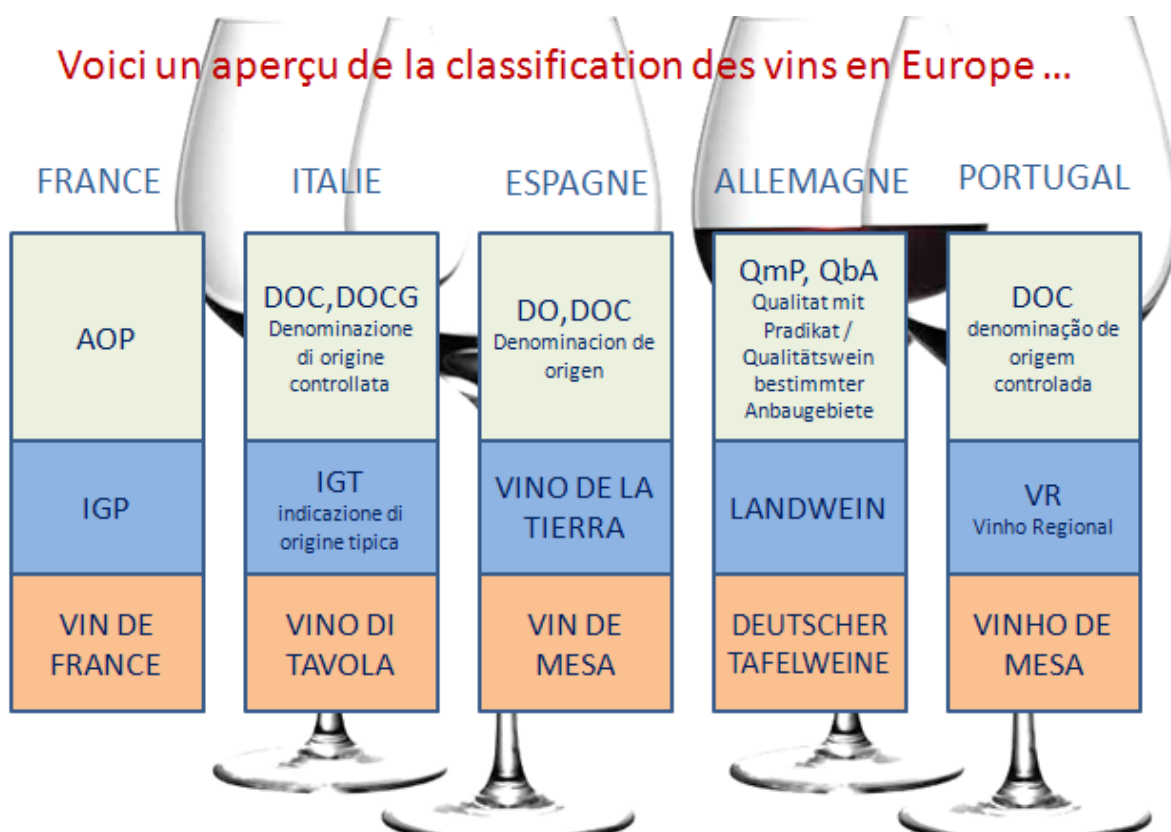 Voici un aperçu de la classification des vins en Europe ...
FRANCE
ITALIE
ESPAGNE
ALLEMAGNE
PORTUGAL
AOP
DOC,DOCG
Denominazione
di origine
controllata
DO,DOC
Denominacion de
origen
QmP, QbA
Qualitat mit
Pradikat /
Qualitätswein
bestimmter
Anbaugebiete
DOC
denominação de
origem
controlada
IGP
IGT
indicazione di
origine tipica
VINO DE LA
TIERRA
LANDWEIN
VR
Vinho Regional
VIN DE
FRANCE
VINO DI
TAVOLA
VIN DE
MESA
DEUTSCHER
TAFELWEINE
VINHO DE
MESA